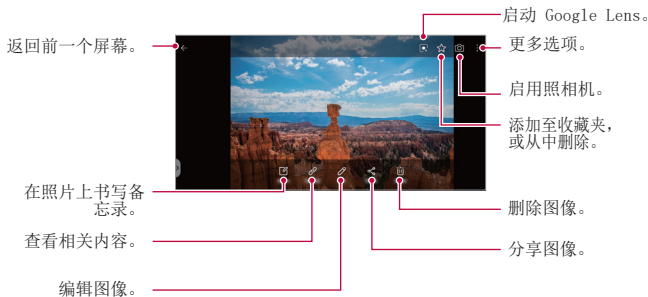 启动 Google Lens。
返回前一个屏幕。
更多选项。
启用照相机。
添加至收藏夹，
或从中删除。
在照片上书写备
忘录。
删除图像。
查看相关内容。
分享图像。
编辑图像。